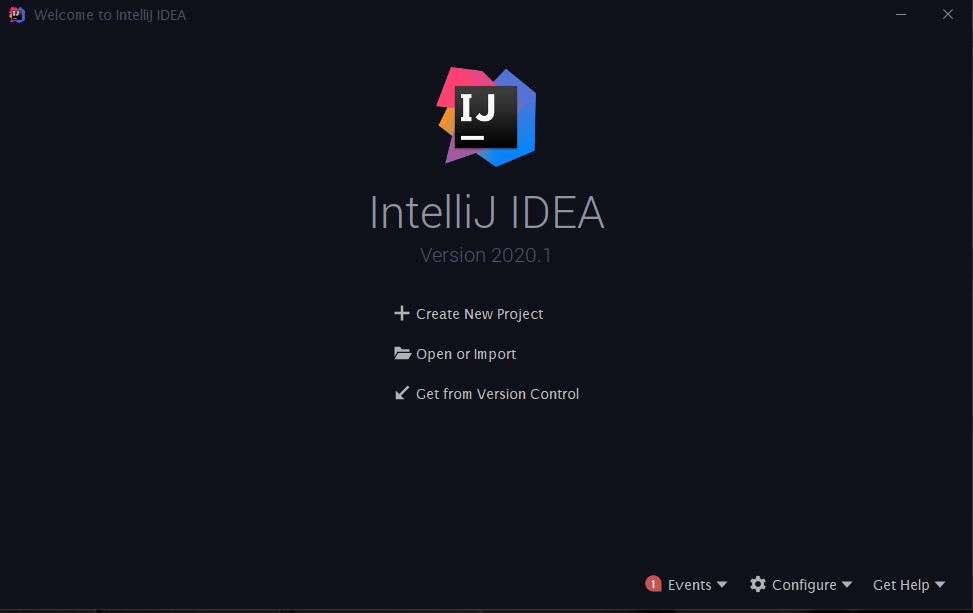 Welcome to IntelliJ IDEA
IJ
IntelliJ IDEA
Version 2020.1
Create New Project
Open or Import
Get from Version Control
1 Events Configure Get Help